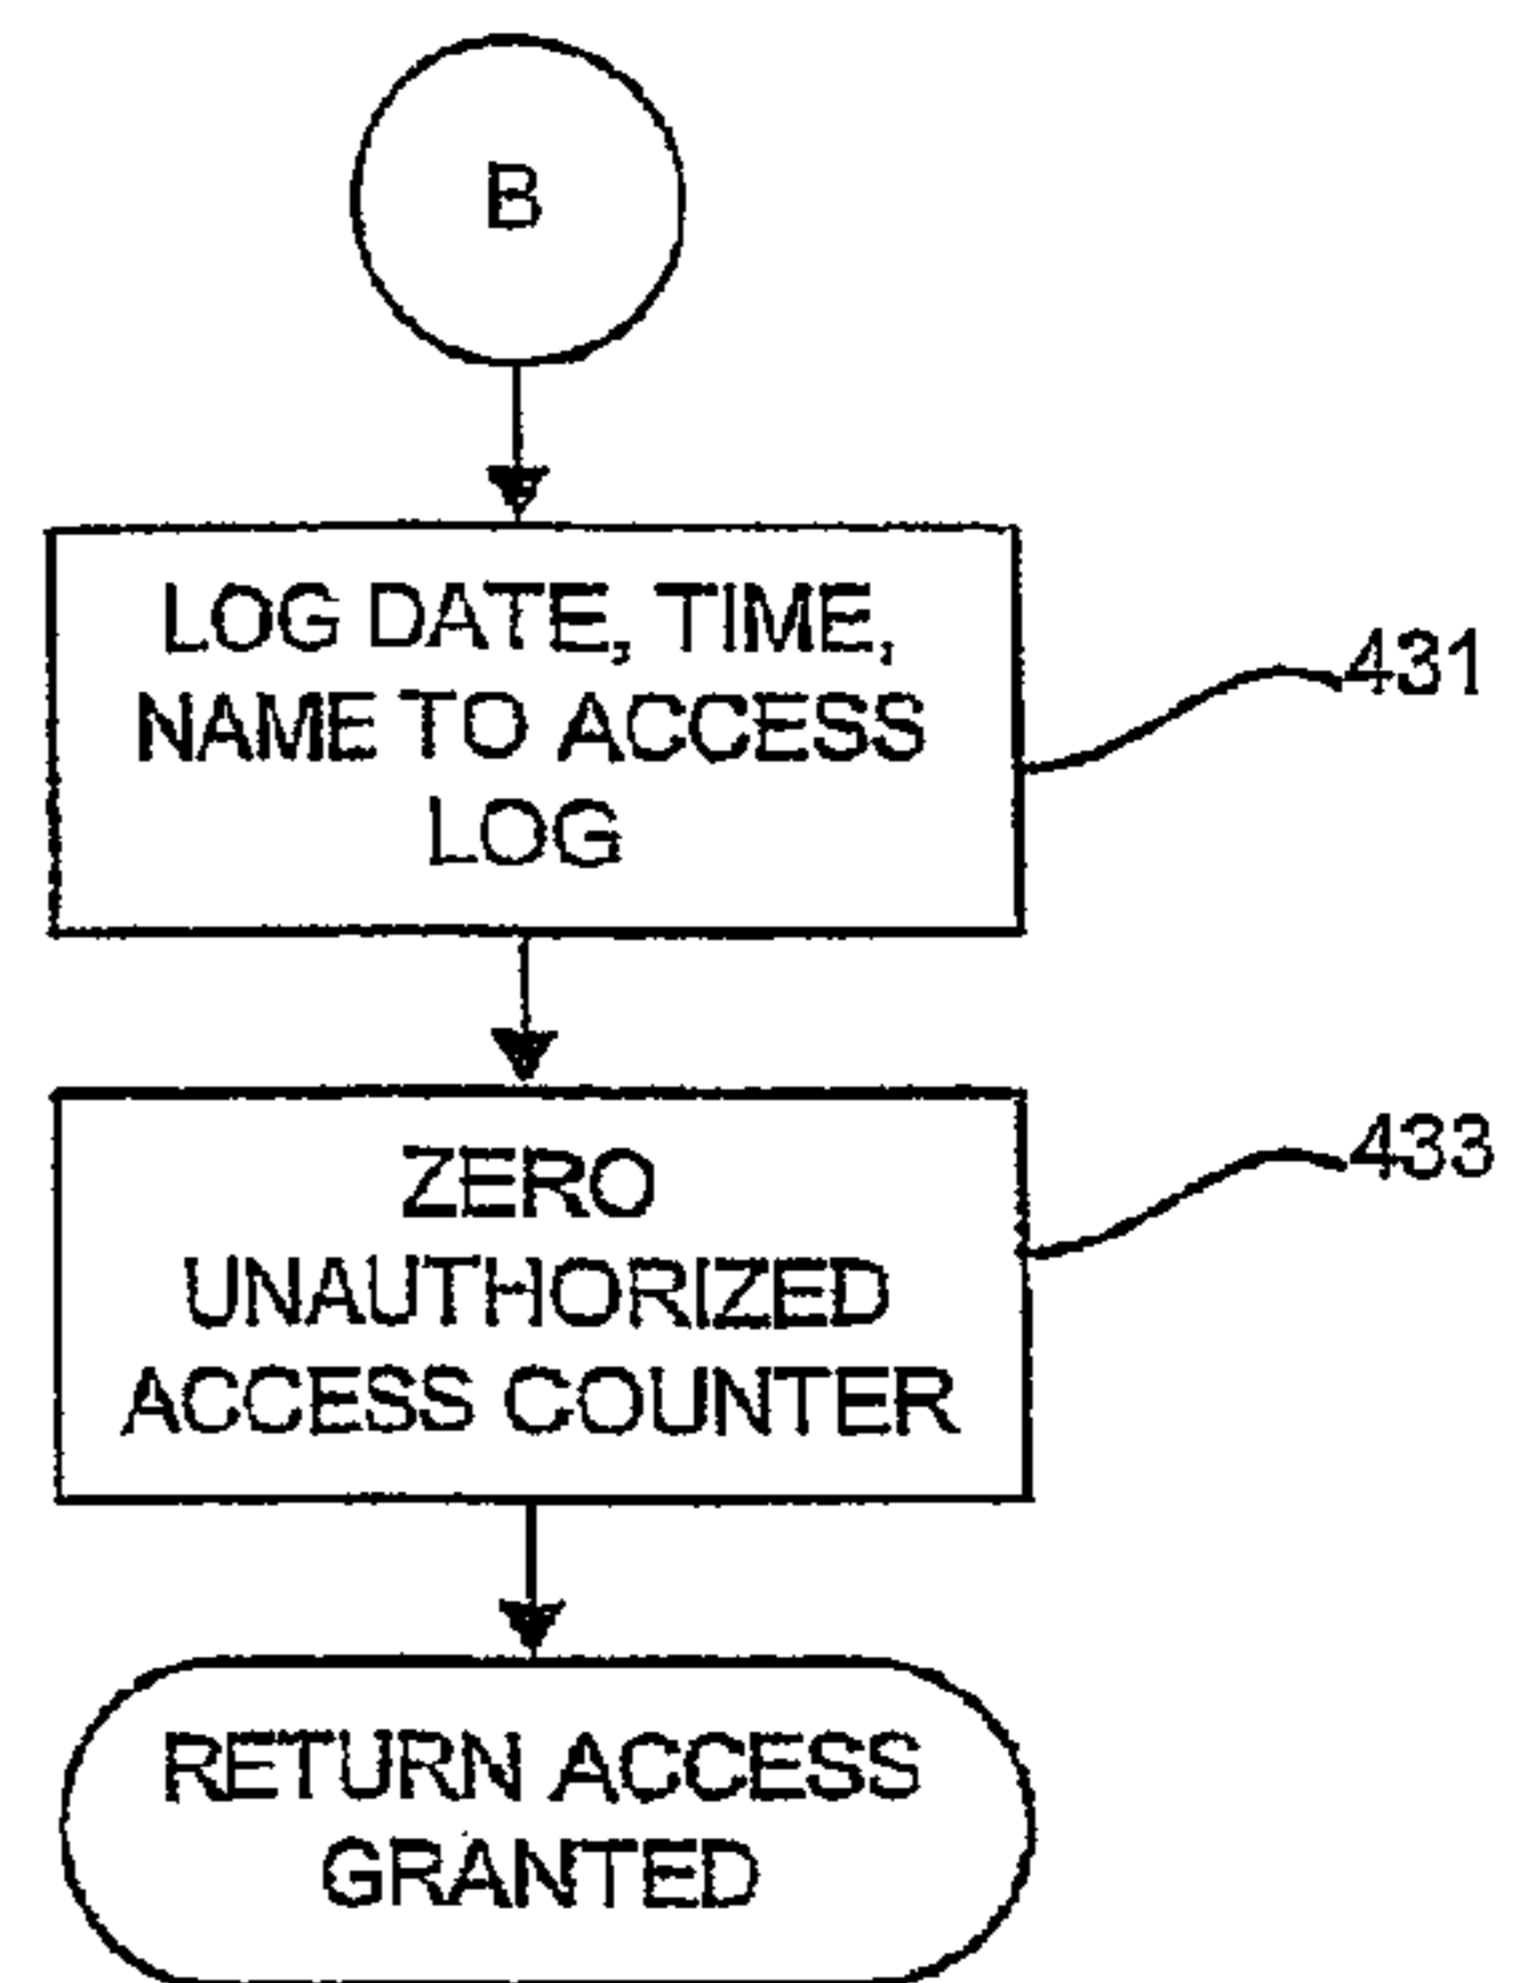 B
LOG DATE, TIME,
NAME TO ACCESS
LOG
431
ZERO
UNAUTHORIZED
ACCESS COUNTER
433
RETURN ACCESS
GRANTED